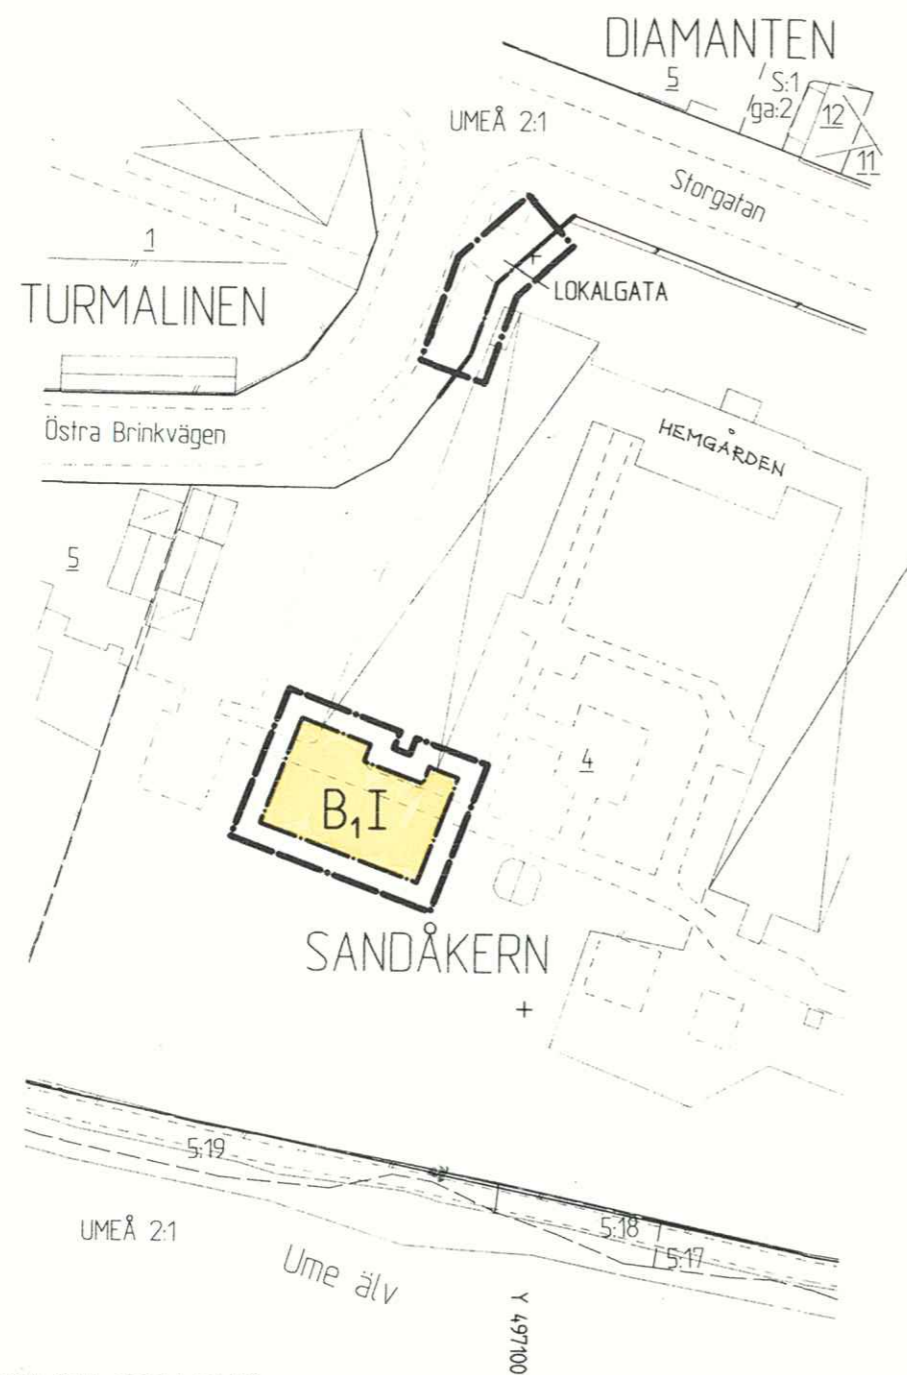 DIAMANTEN
5
S:1
ga:2
12
11
UMEÅ 2:1
Storgatan
1
TURMALINEN
LOKALGATA
Östra Brinkvägen
HEMGÅRDEN
5
4
B₁I
SANDÅKERN
5:19
UMEÅ 2:1
5:18
5:17
Ume älv
Y 497100